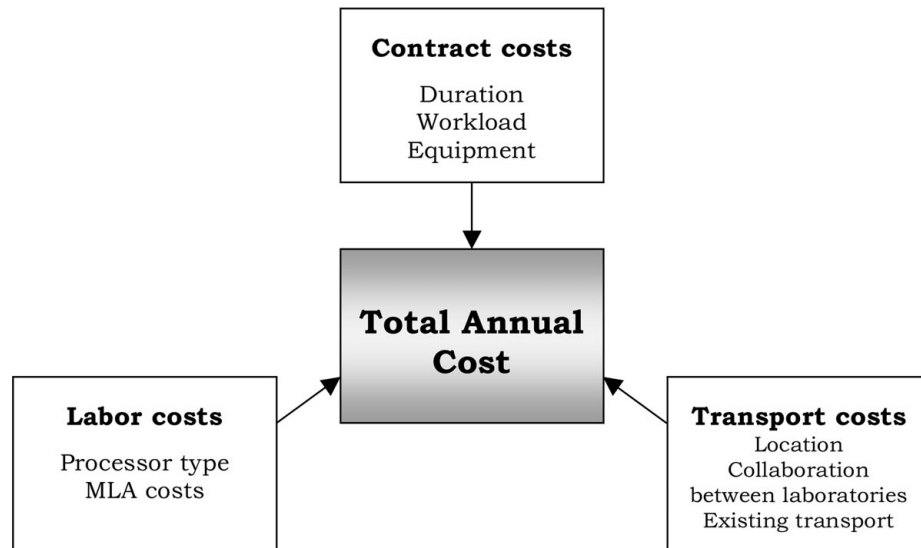 Contract costs
Duration
Workload
Equipment
Total Annual
Cost
Labor costs
Processor type
MLA costs
Transport costs
Location
Collaboration
between laboratories
Existing transport